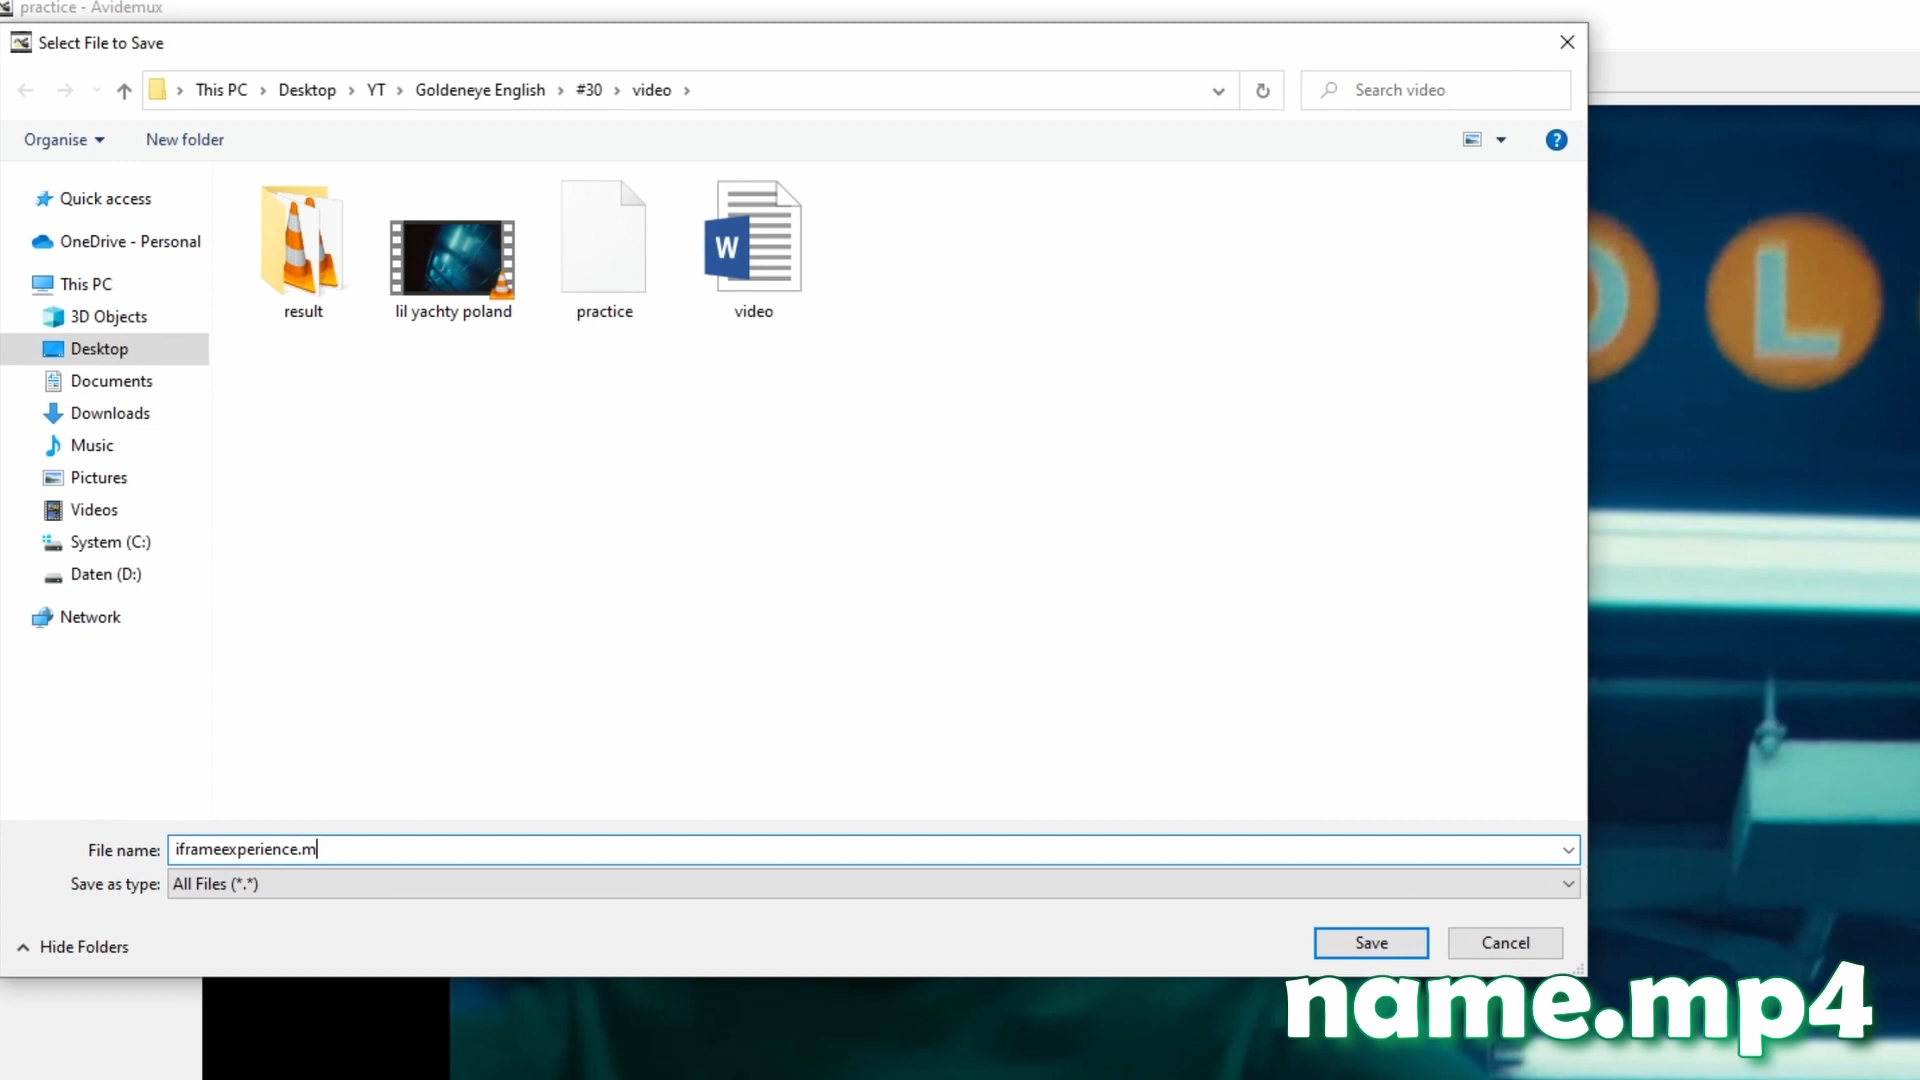 practice - Avidemux
Select File to Save
This PC > Desktop > YT > Goldeneye English > #30 > video >
Search video
Organise
New folder
?
Quick access
OneDrive - Personal
This PC
3D Objects
Desktop
Documents
Downloads
Music
Pictures
Videos
System (C:)
Daten (D:)
Network
result
lil yachty poland
practice
W
video
L
File name: iframeexperience.m
Save as type: All Files (*.*)
Hide Folders
Save
Cancel
name.mp4